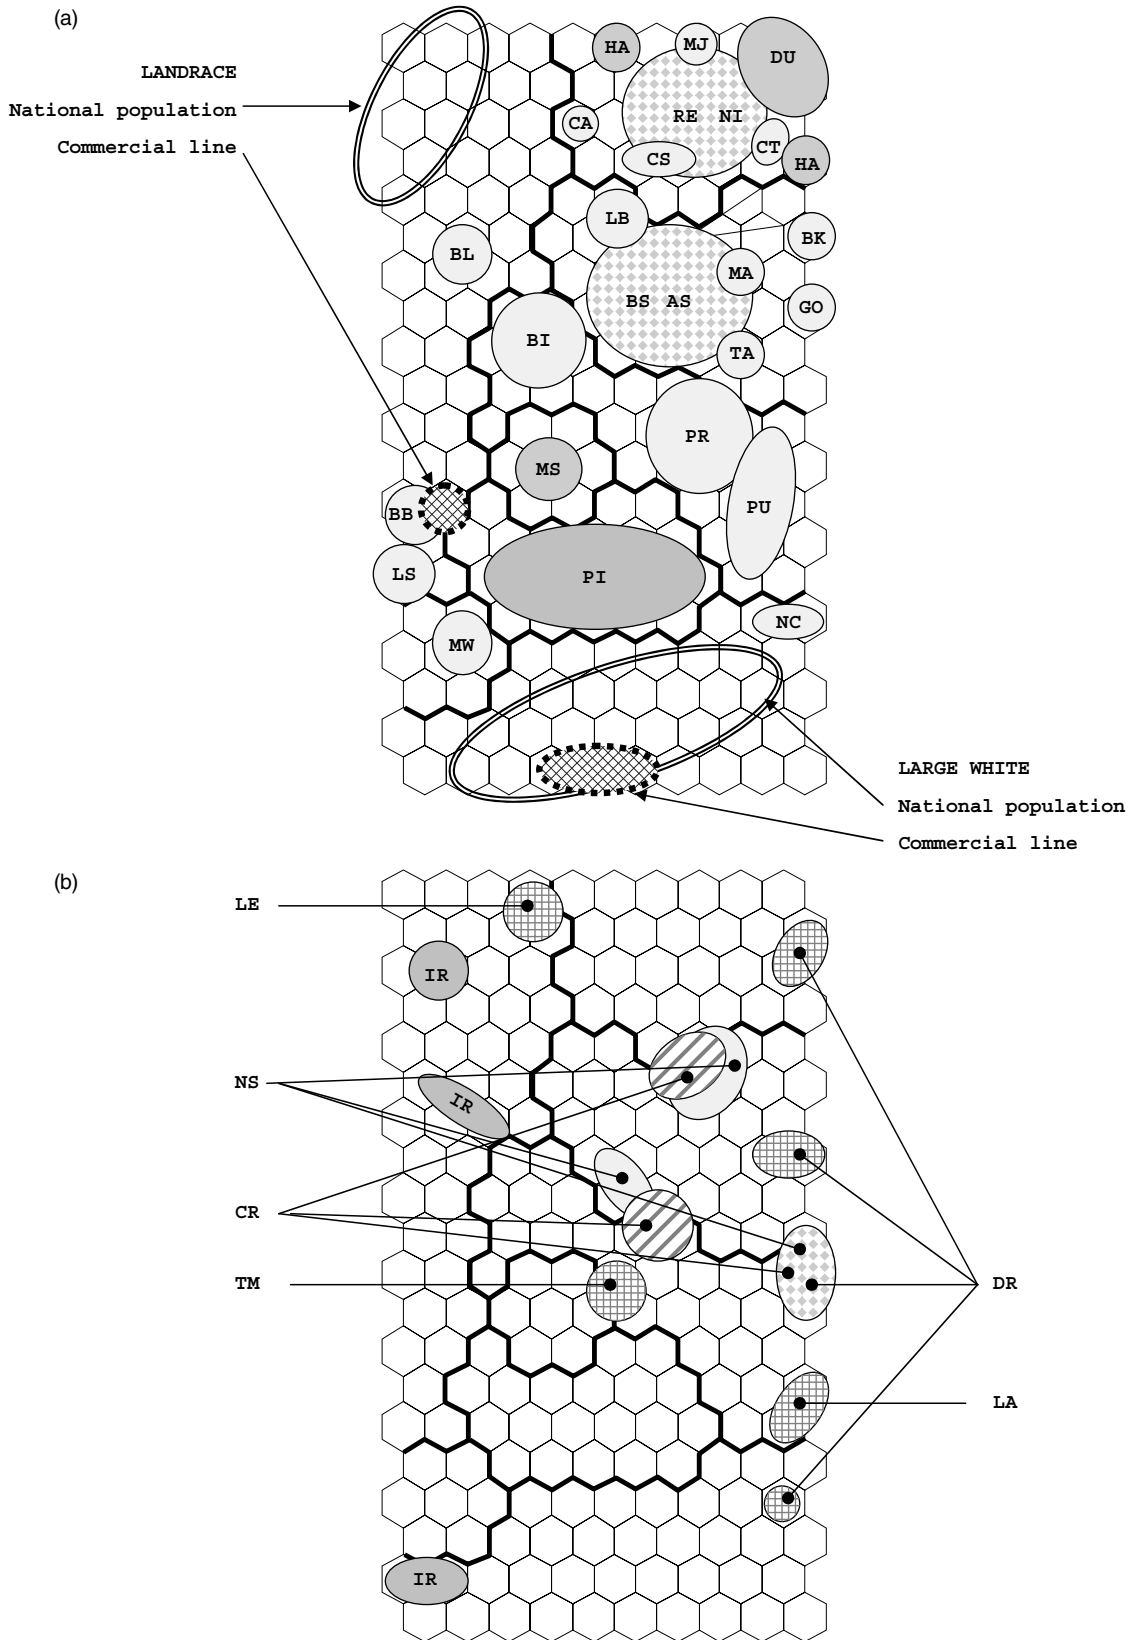 (a)
LANDRACE
National population
Commercial line
HA
MJ
DU
RE NI
CA
CT
CS
HA
LB
BK
BL
MA
BS AS
GO
BI
TA
PR
MS
PU
BB
LS
PI
NC
MW
LARGE WHITE
National population
Commercial line
(b)
LE
IR
NS
IR
CR
TM
DR
LA
IR